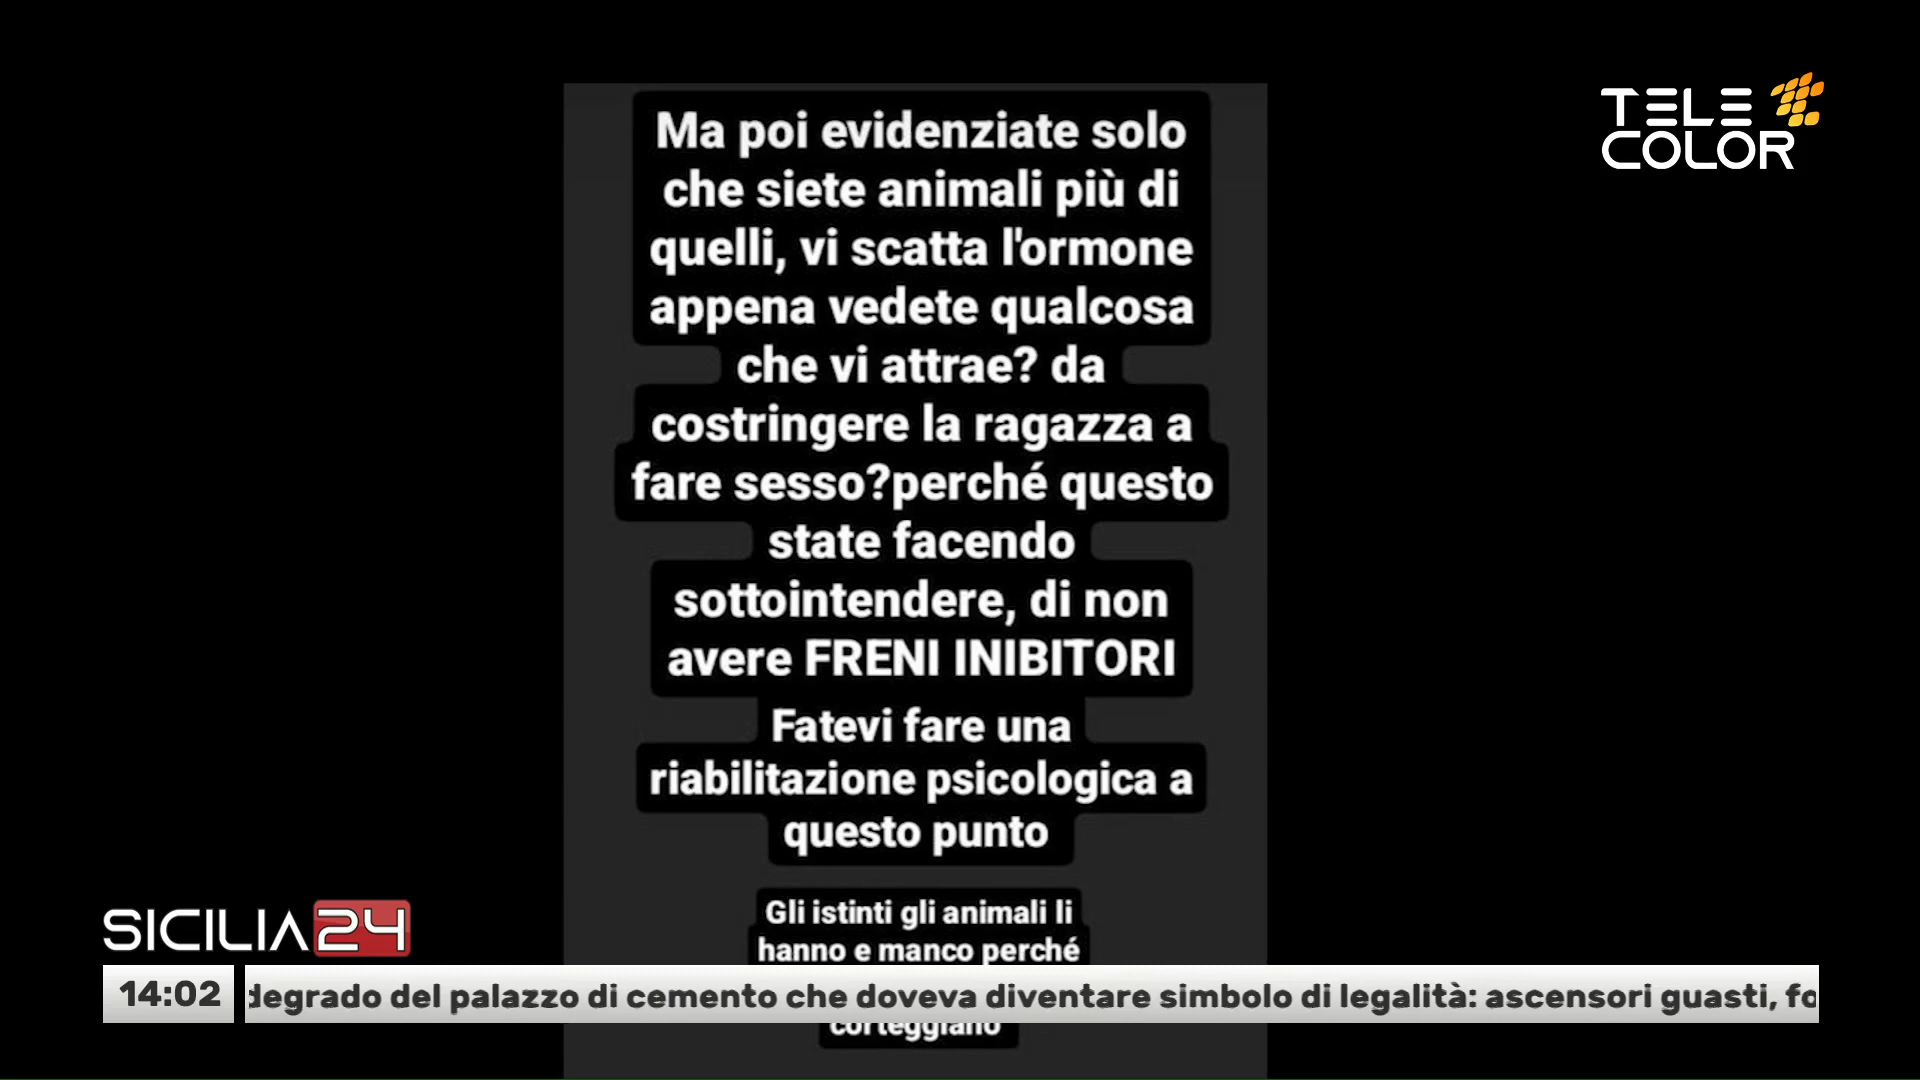 TELE
COLOR
Ma poi evidenziate solo
che siete animali più di
quelli, vi scatta l'ormone
appena vedete qualcosa
che vi attrae? da
costringere la ragazza a
fare sesso?perché questo
state facendo
sottointendere, di non
avere FRENI INIBITORI
Fatevi fare una
riabilitazione psicologica a
questo punto
Gli istinti gli animali li
hanno e manco perché
SICILIA24
14:02
degrado del palazzo di cemento che doveva diventare simbolo di legalità: ascensori guasti, fo
corteggiano